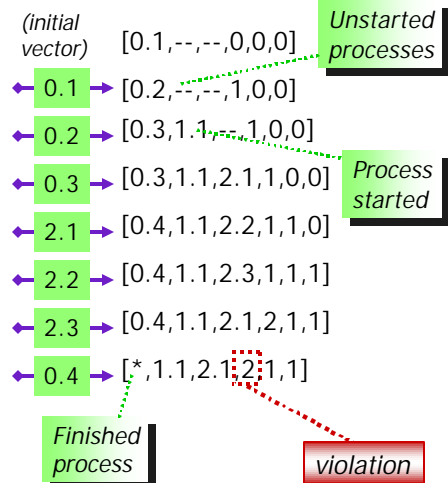 (initial
vector)
[0.1,--,--,0,0,0]
Unstarted
processes
0.1
[0.2,--,--,1,0,0]
0.2
[0.3,1.1,--,1,0,0]
Process
started
0.3
[0.3,1.1,2.1,1,0,0]
2.1
[0.4,1.1,2.2,1,1,0]
2.2
[0.4,1.1,2.3,1,1,1]
2.3
[0.4,1.1,2.1,2,1,1]
0.4
[*,1.1,2.1,2,1,1]
Finished
process
violation